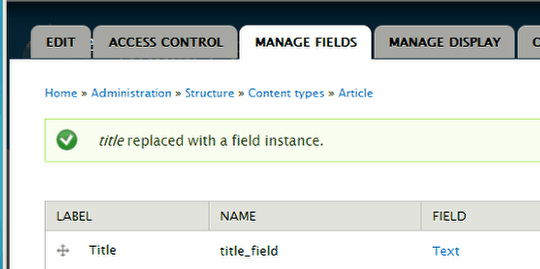 EDIT ACCESS CONTROL MANAGE FIELDS MANAGE DISPLAY
Home » Administration » Structure » Content types » Article
title replaced with a field instance.
LABEL NAME FIELD
Title title_field Text